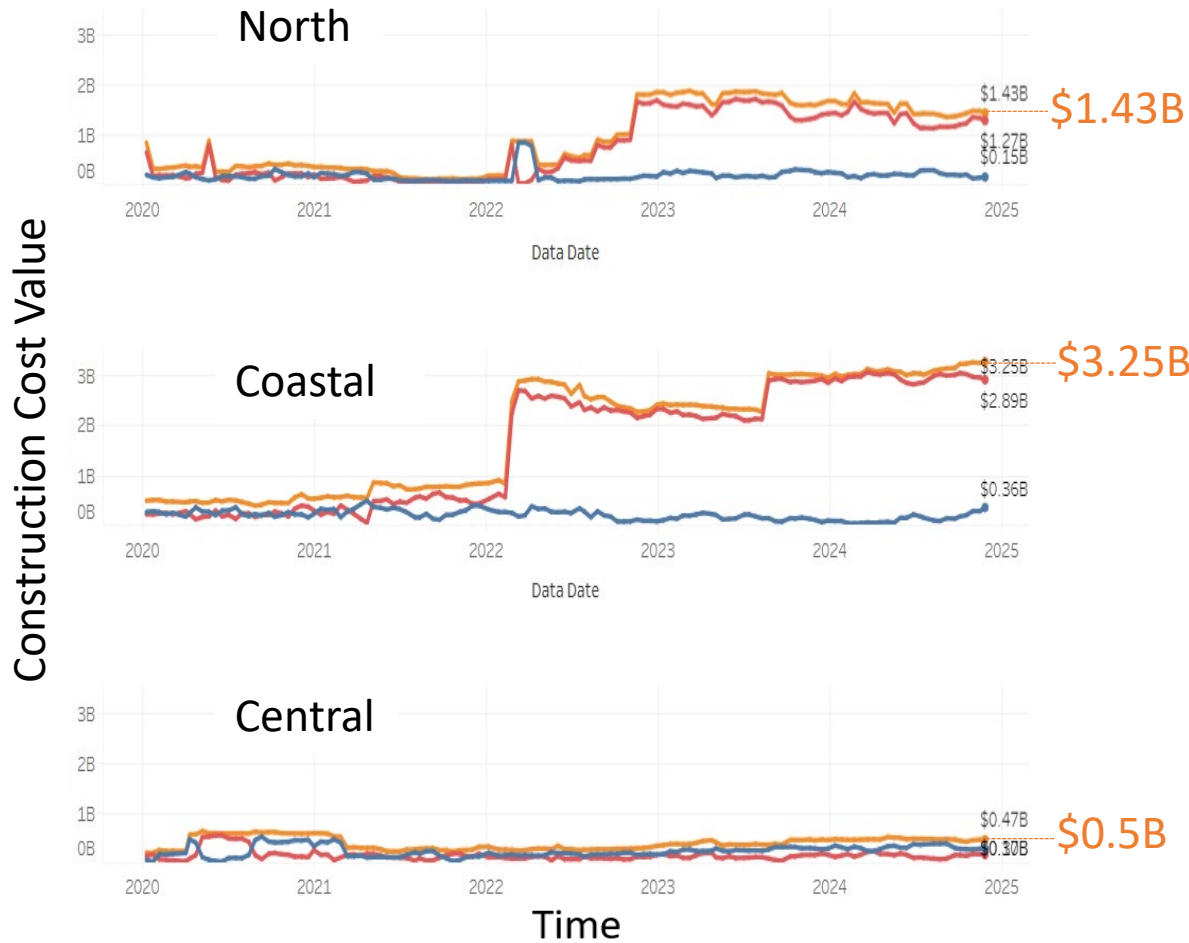 North
3B
2B
1B
0B
$1.43B
$1.27B
$0.15B
$1.43B
2020 2021 2022 2023 2024 2025
Data Date
Construction Cost Value
Coastal
3B
2B
1B
0B
$3.25B
$2.89B
$0.36B
$3.25B
2020 2021 2022 2023 2024 2025
Data Date
Central
3B
2B
1B
0B
$0.47B
$0.5B
2020 2021 2022 2023 2024 2025
Time